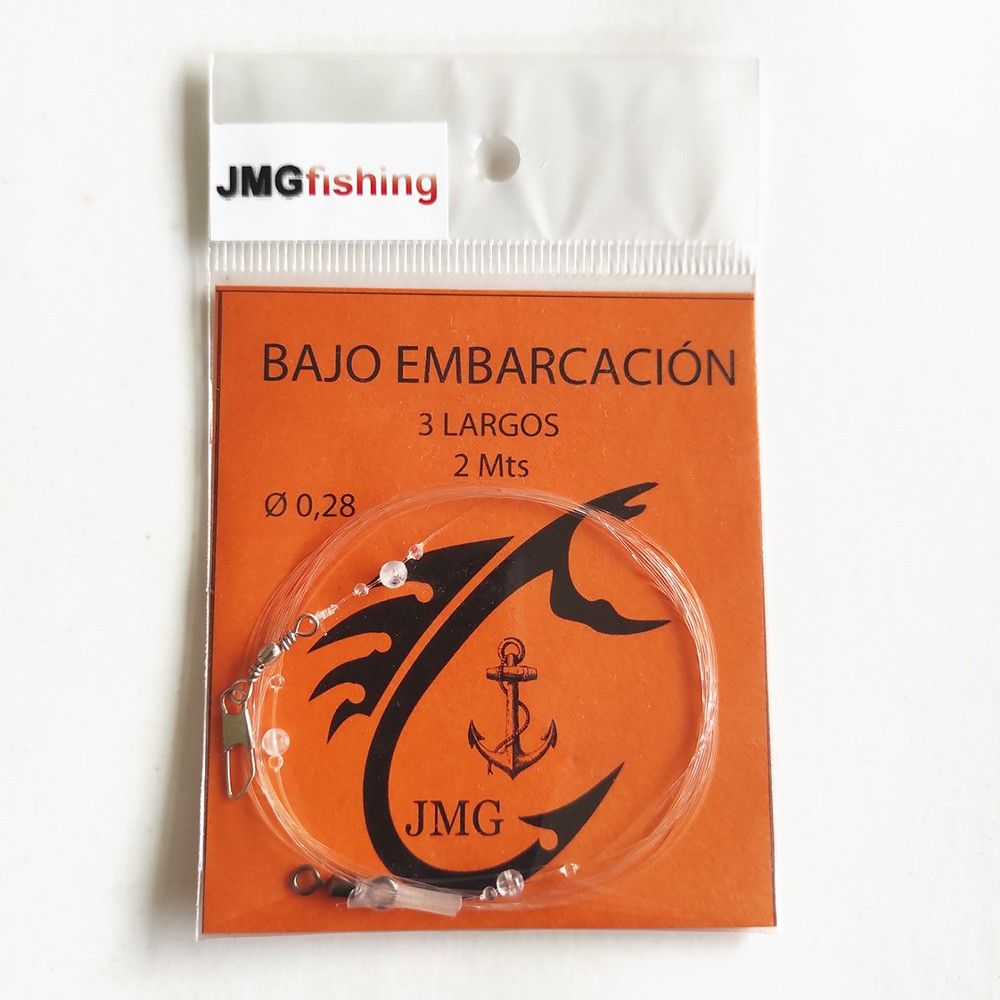 JMGfishing
BAJO EMBARCACIÓN
3 LARGOS
2 Mts
Ø 0,28
JMG